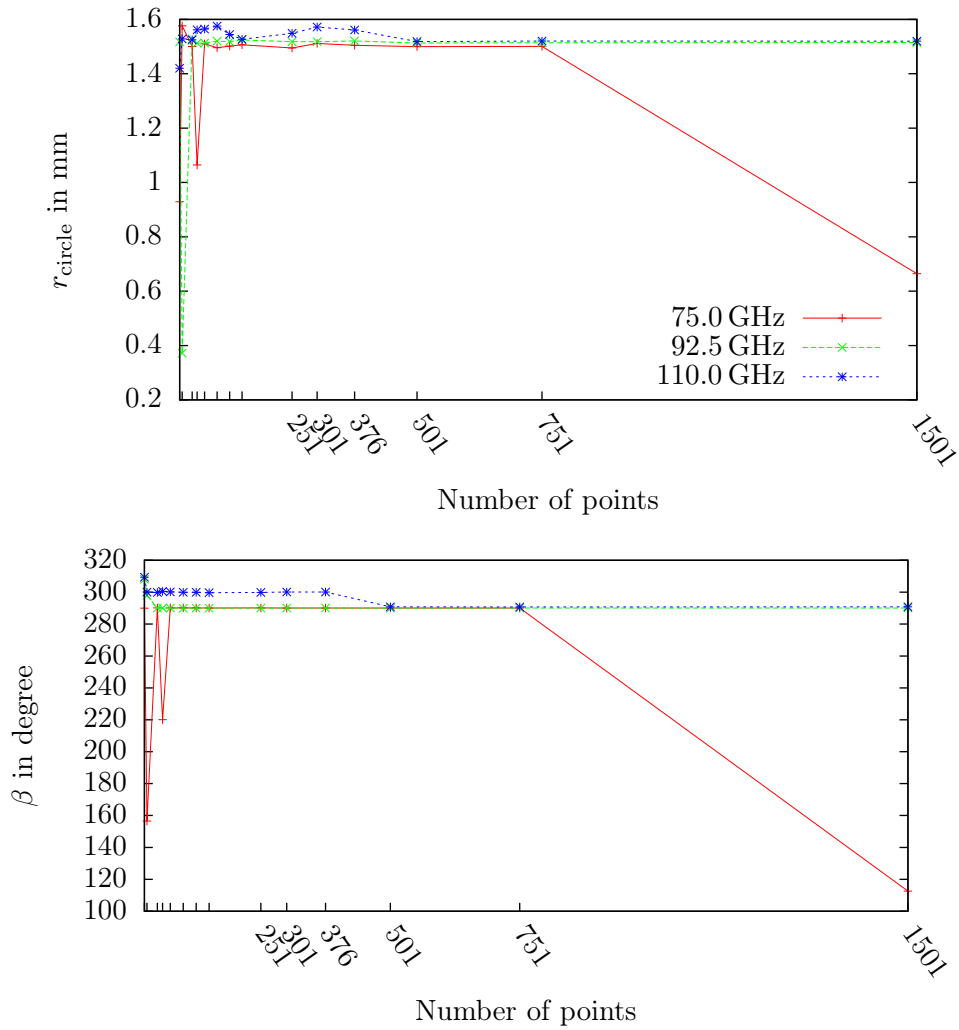 1.6
1.4
1.2
1
0.8
0.6
0.4
0.2
r_circle in mm
75.0 GHz
92.5 GHz
110.0 GHz
251 301 376 501 751 1501
Number of points
320
300
280
260
240
220
200
180
160
140
120
100
β in degree
251 301 376 501 751 1501
Number of points